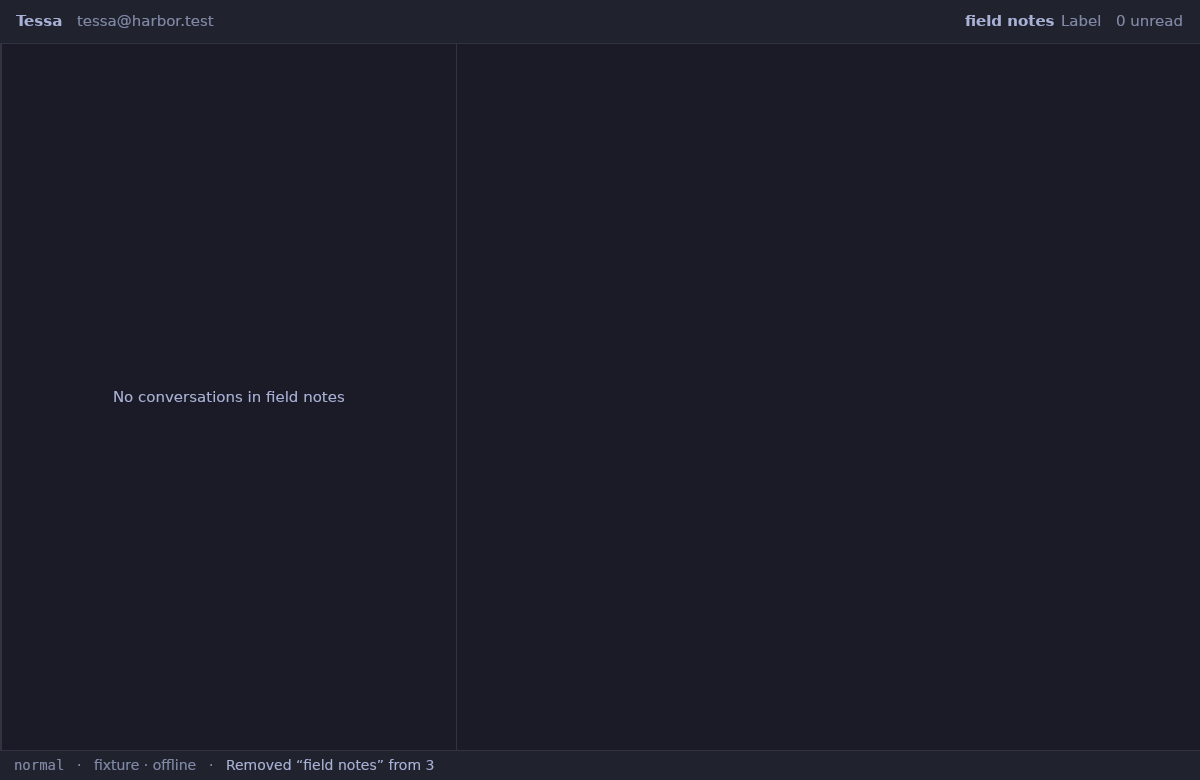 Tessa tessa@harbor.test field notes Label 0 unread
No conversations in field notes
normal · fixture · offline · Removed “field notes” from 3